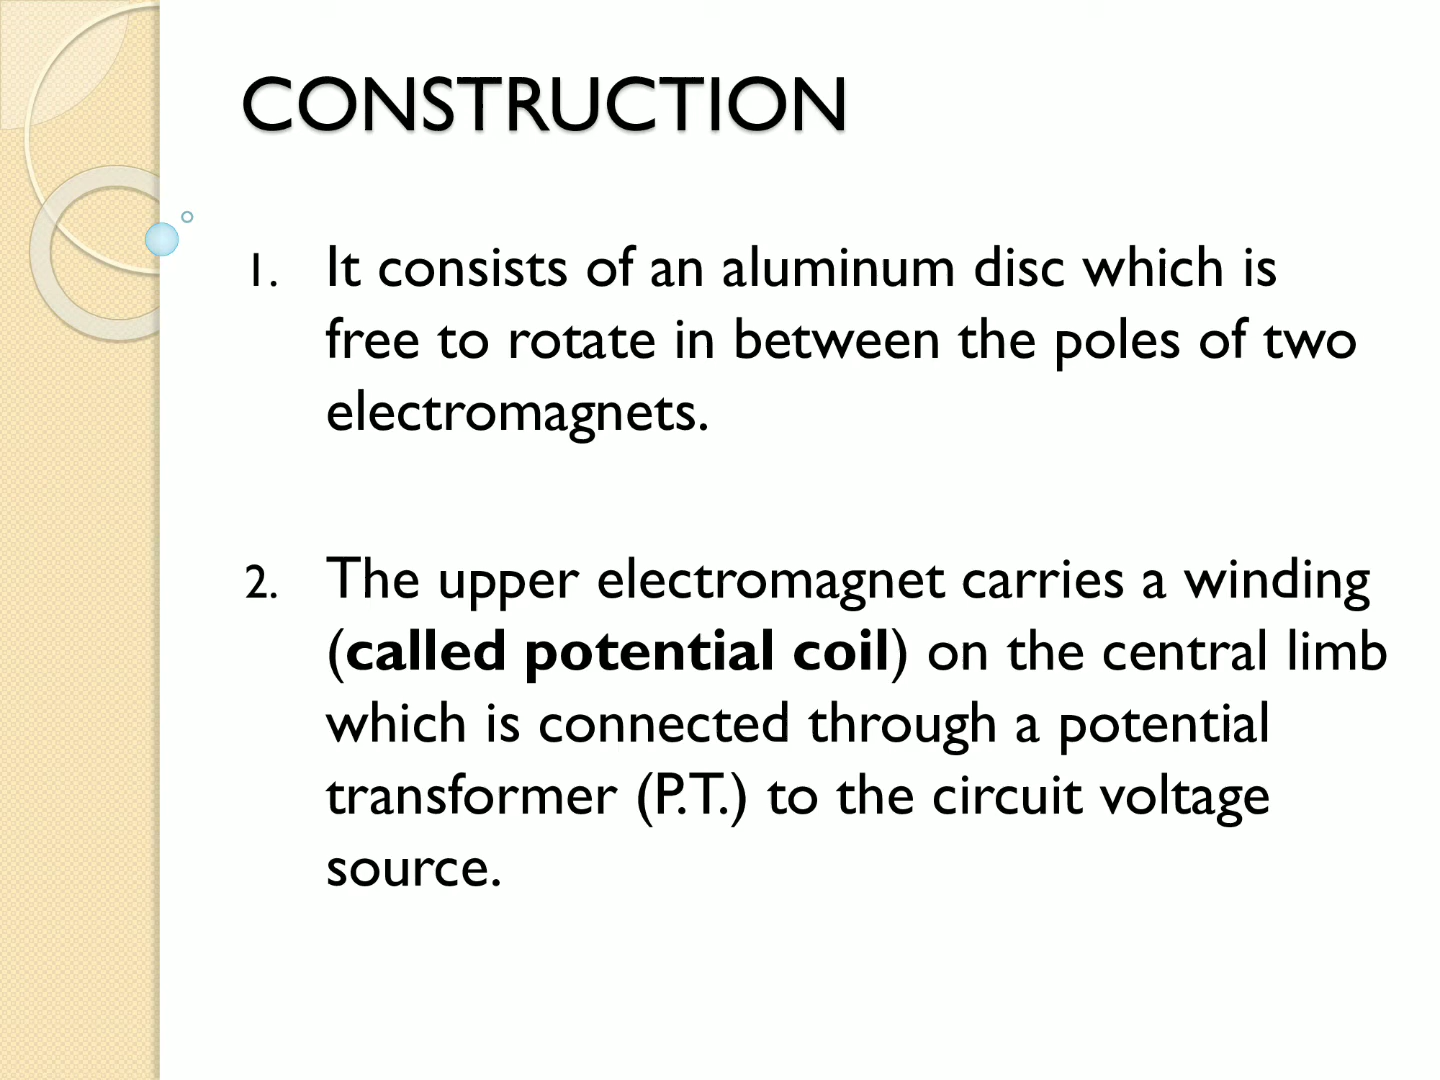 CONSTRUCTION
1. It consists of an aluminum disc which is
free to rotate in between the poles of two
electromagnets.
2. The upper electromagnet carries a winding
(called potential coil) on the central limb
which is connected through a potential
transformer (P.T.) to the circuit voltage
source.